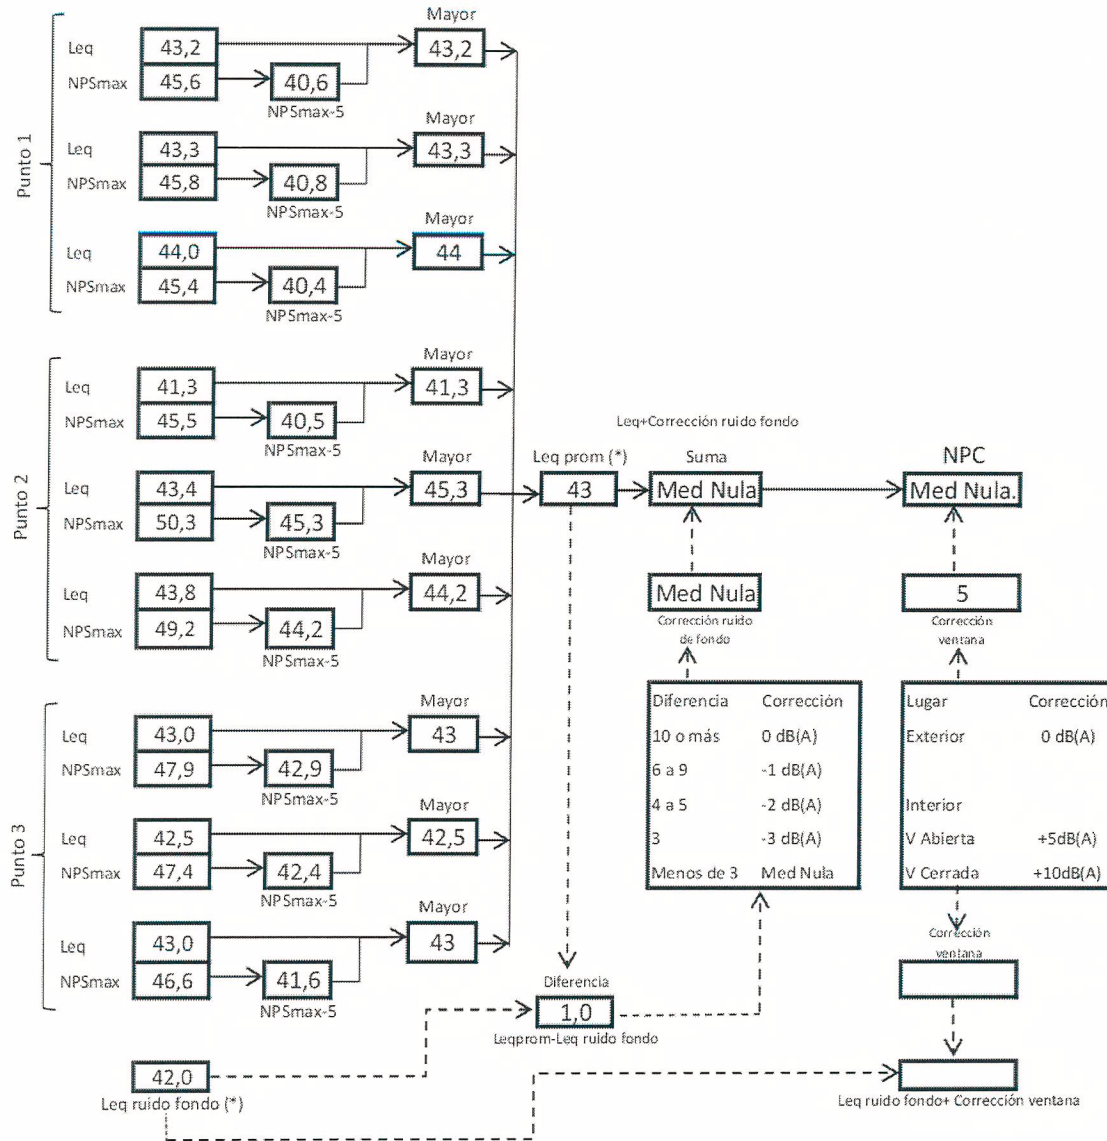 Punto 1
Mayor
Leq 43,2 43,2
NPSmax 45,6 40,6
NPSmax-5
Mayor
Leq 43,3 43,3
NPSmax 45,8 40,8
NPSmax-5
Mayor
Leq 44,0 44
NPSmax 45,4 40,4
NPSmax-5
Punto 2
Mayor
Leq 41,3 41,3
NPSmax 45,5 40,5
NPSmax-5
Mayor
Leq 43,4 45,3
NPSmax 50,3 45,3
NPSmax-5
Mayor
Leq 43,8 44,2
NPSmax 49,2 44,2
NPSmax-5
Punto 3
Mayor
Leq 43,0 43
NPSmax 47,9 42,9
NPSmax-5
Mayor
Leq 42,5 42,5
NPSmax 47,4 42,4
NPSmax-5
Mayor
Leq 43,0 43
NPSmax 46,6 41,6
NPSmax-5
42,0
Leq ruido fondo (*)
Leq prom (*)
43
Diferencia
1,0
Leqprom-Leq ruido fondo
Leq+Corrección ruido fondo
Suma
Med Nula
Med Nula
Corrección ruido
de fondo
Diferencia Corrección
10 o más 0 dB(A)
6 a 9 -1 dB(A)
4 a 5 -2 dB(A)
3 -3 dB(A)
Menos de 3 Med Nula
NPC
Med Nula.
5
Corrección
ventana
Lugar Corrección
Exterior 0 dB(A)
Interior
V Abierta +5dB(A)
V Cerrada +10dB(A)
Corrección
ventana
Leq ruido fondo+ Corrección ventana